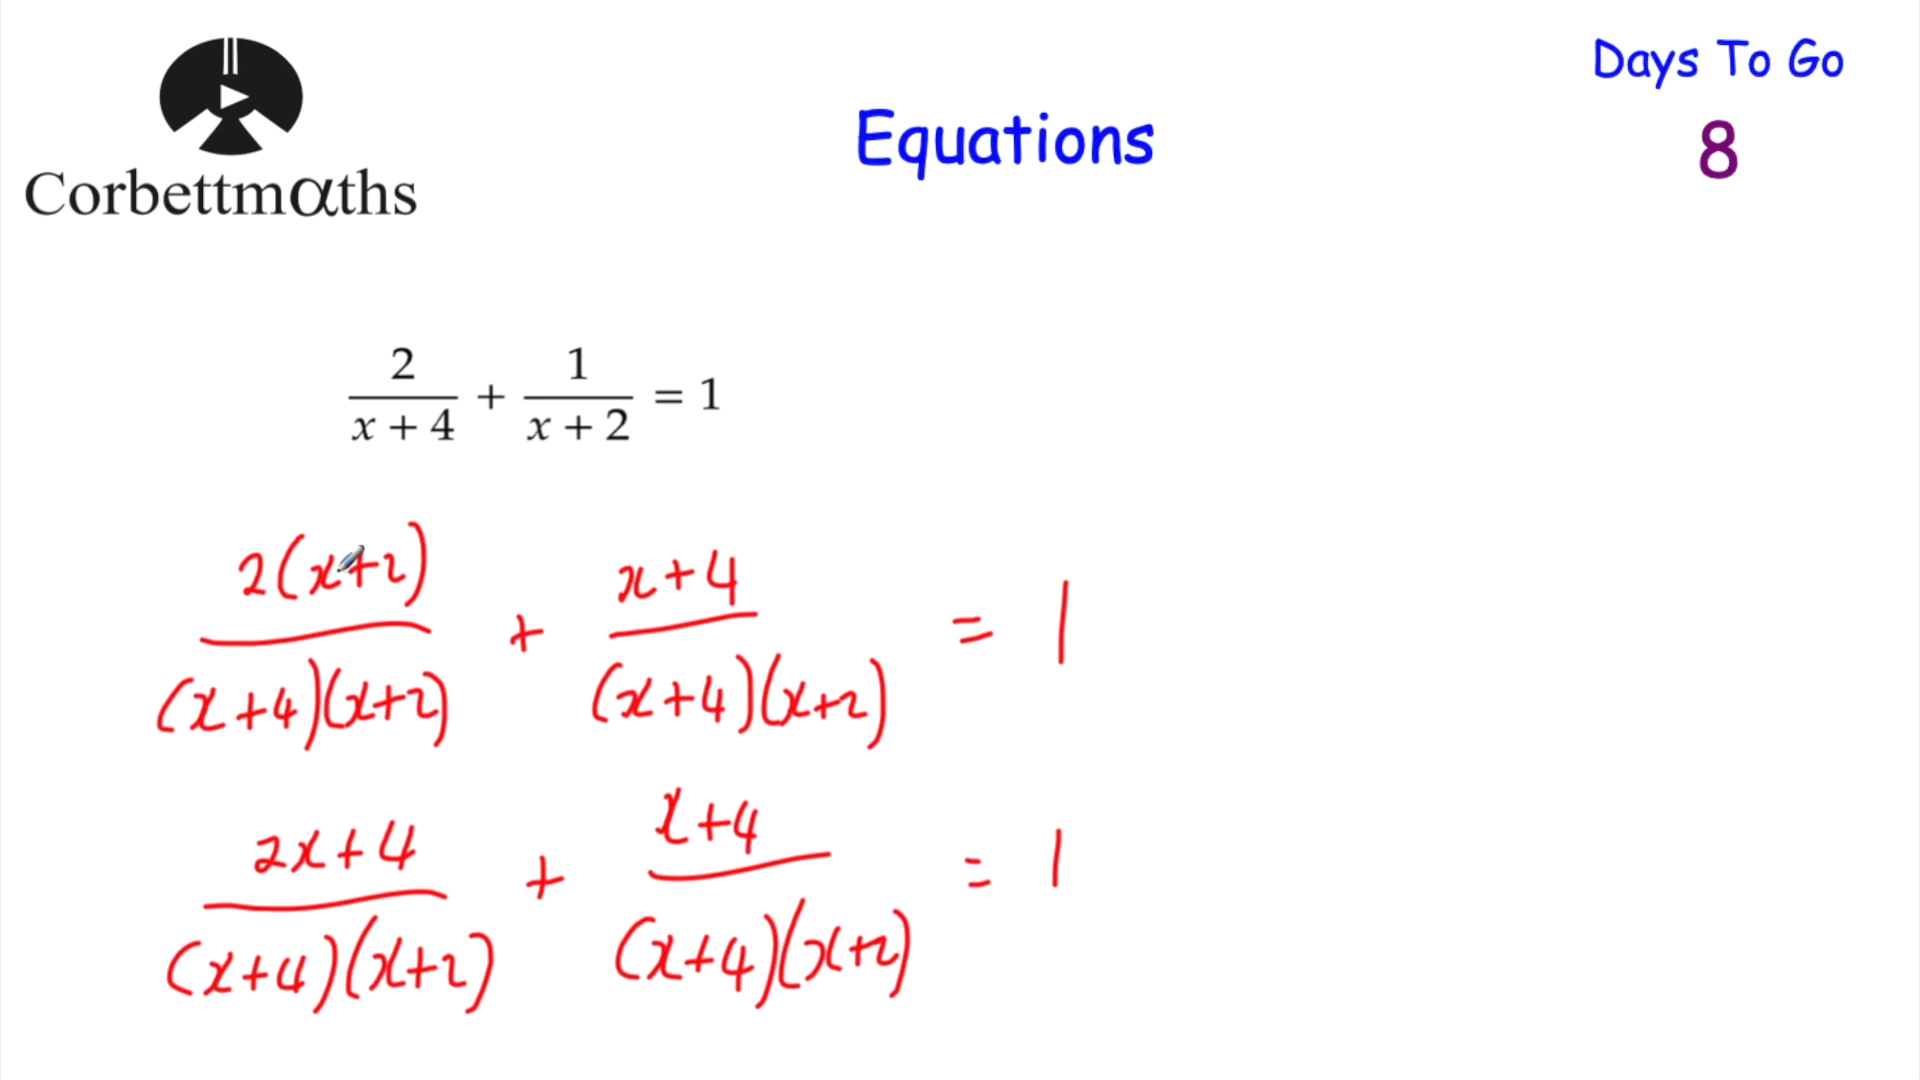 Corbettmαths
Equations
Days To Go
8
2/(x + 4) + 1/(x + 2) = 1
2(x+2)/(x+4)(x+2) + x+4/(x+4)(x+2) = 1
2x+4/(x+4)(x+2) + x+4/(x+4)(x+2) = 1